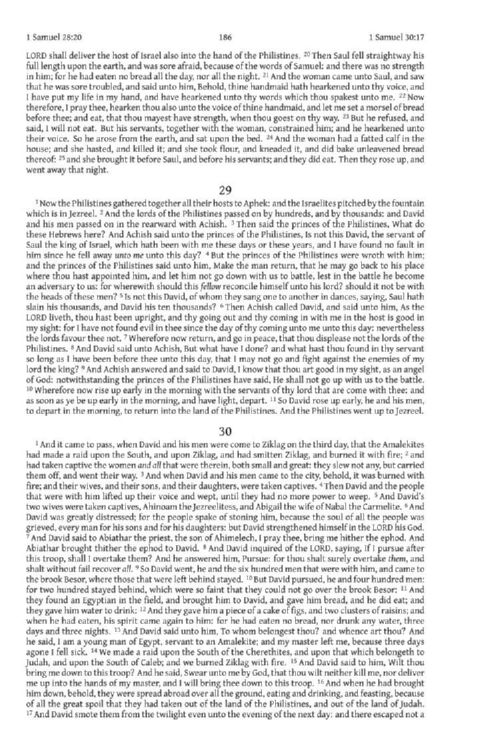 1 Samuel 28:20 186 1 Samuel 30:17
LORD shall deliver the host of Israel also into the hand of the Philistines. 20 Then Saul fell straightway his
full length upon the earth, and was sore afraid, because of the words of Samuel: and there was no strength
in him; for he had eaten no bread all the day, nor all the night. 21 And the woman came unto Saul, and saw
that he was sore troubled, and said unto him, Behold, thine handmaid hath hearkened unto thy voice, and
I have put my life in my hand, and have hearkened unto thy words which thou spakest unto me. 22 Now
therefore, I pray thee, hearken thou also unto the voice of thine handmaid, and let me set a morsel of bread
before thee; and eat, that thou mayest have strength, when thou goest on thy way. 23 But he refused, and
said, I will not eat. But his servants, together with the woman, constrained him; and he hearkened unto
their voice. So he arose from the earth, and sat upon the bed. 24 And the woman had a fatted calf in the
house; and she hasted, and killed it; and she took flour, and kneaded it, and did bake unleavened bread
thereof: 25 and she brought it before Saul, and before his servants; and they did eat. Then they rose up, and
went away that night.
29
1 Now the Philistines gathered together all their hosts to Aphek: and the Israelites pitched by the fountain
which is in Jezreel. 2 And the lords of the Philistines passed on by hundreds, and by thousands: and David
and his men passed on in the rearward with Achish. 3 Then said the princes of the Philistines, What do
these Hebrews here? And Achish said unto the princes of the Philistines, Is not this David, the servant of
Saul the king of Israel, which hath been with me these days or these years, and I have found no fault in
him since he fell away unto me unto this day? 4 But the princes of the Philistines were wroth with him;
and the princes of the Philistines said unto him, Make the man return, that he may go back to his place
where thou hast appointed him, and let him not go down with us to battle, lest in the battle he become
an adversary to us: for wherewith should this fellow reconcile himself unto his lord? should it not be with
the heads of these men? 5 Is not this David, of whom they sang one to another in dances, saying, Saul hath
slain his thousands, and David his ten thousands? 6 Then Achish called David, and said unto him, As the
LORD liveth, thou hast been upright, and thy going out and thy coming in with me in the host is good in
my sight: for I have not found evil in thee since the day of thy coming unto me unto this day: nevertheless
the lords favour thee not. 7 Wherefore now return, and go in peace, that thou displease not the lords of the
Philistines. 8 And David said unto Achish, But what have I done? and what hast thou found in thy servant
so long as I have been before thee unto this day, that I may not go and fight against the enemies of my
lord the king? 9 And Achish answered and said to David, I know that thou art good in my sight, as an angel
of God: notwithstanding the princes of the Philistines have said, He shall not go up with us to the battle.
10 Wherefore now rise up early in the morning with the servants of thy lord that are come with thee: and
as soon as ye be up early in the morning, and have light, depart. 11 So David rose up early, he and his men,
to depart in the morning, to return into the land of the Philistines. And the Philistines went up to Jezreel.
30
1 And it came to pass, when David and his men were come to Ziklag on the third day, that the Amalekites
had made a raid upon the South, and upon Ziklag, and had smitten Ziklag, and burned it with fire; 2 and
had taken captive the women and all that were therein, both small and great: they slew not any, but carried
them off, and went their way. 3 And when David and his men came to the city, behold, it was burned with
fire; and their wives, and their sons, and their daughters, were taken captives. 4 Then David and the people
that were with him lifted up their voice and wept, until they had no more power to weep. 5 And David's
two wives were taken captives, Ahinoam the Jezreelitess, and Abigail the wife of Nabal the Carmelite. 6 And
David was greatly distressed; for the people spake of stoning him, because the soul of all the people was
grieved, every man for his sons and for his daughters: but David strengthened himself in the LORD his God.
7 And David said to Abiathar the priest, the son of Ahimelech, I pray thee, bring me hither the ephod. And
Abiathar brought thither the ephod to David. 8 And David inquired of the LORD, saying, If I pursue after
this troop, shall I overtake them? And he answered him, Pursue: for thou shalt surely overtake them, and
shalt without fail recover all. 9 So David went, he and the six hundred men that were with him, and came to
the brook Besor, where those that were left behind stayed. 10 But David pursued, he and four hundred men:
for two hundred stayed behind, which were so faint that they could not go over the brook Besor: 11 And
they found an Egyptian in the field, and brought him to David, and gave him bread, and he did eat; and
they gave him water to drink: 12 And they gave him a piece of a cake of figs, and two clusters of raisins; and
when he had eaten, his spirit came again to him: for he had eaten no bread, nor drunk any water, three
days and three nights. 13 And David said unto him, To whom belongest thou? and whence art thou? And
he said, I am a young man of Egypt, servant to an Amalekite; and my master left me, because three days
agone I fell sick. 14 We made a raid upon the South of the Cherethites, and upon that which belongeth to
Judah, and upon the South of Caleb; and we burned Ziklag with fire. 15 And David said to him, Wilt thou
bring me down to this troop? And he said, Swear unto me by God, that thou wilt neither kill me, nor deliver
me up into the hands of my master, and I will bring thee down to this troop. 16 And when he had brought
him down, behold, they were spread abroad over all the ground, eating and drinking, and feasting, because
of all the great spoil that they had taken out of the land of the Philistines, and out of the land of Judah.
17 And David smote them from the twilight even unto the evening of the next day: and there escaped not a